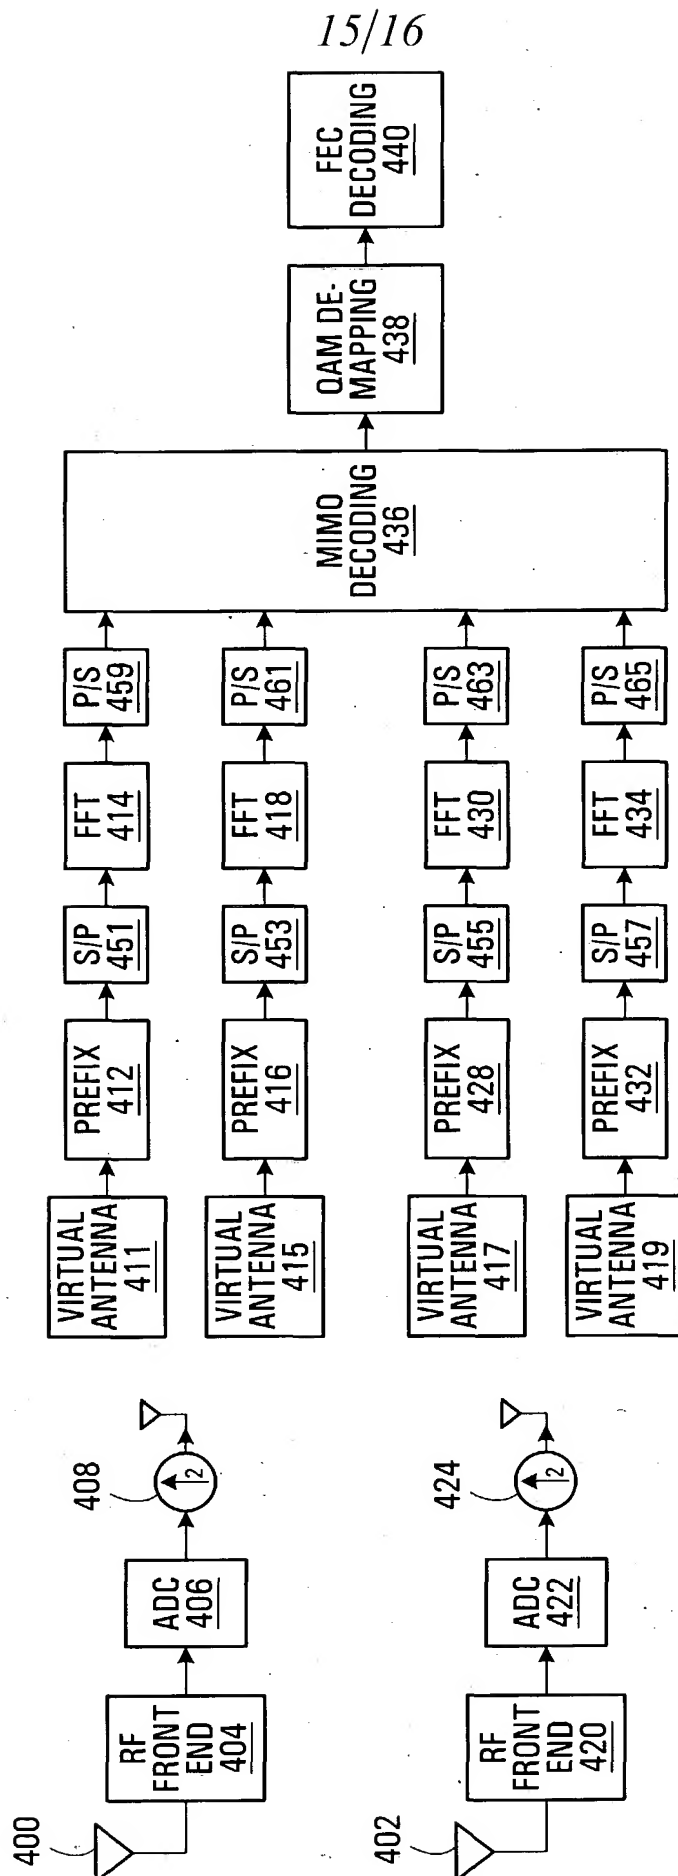 15/16
400
RF
FRONT
END
404
ADC
406
408
2
VIRTUAL
ANTENNA
411
PREFIX
412
S/P
451
FFT
414
P/S
459
VIRTUAL
ANTENNA
415
PREFIX
416
S/P
453
FFT
418
P/S
461
402
RF
FRONT
END
420
ADC
422
424
2
VIRTUAL
ANTENNA
417
PREFIX
428
S/P
455
FFT
430
P/S
463
VIRTUAL
ANTENNA
419
PREFIX
432
S/P
457
FFT
434
P/S
465
MIMO
DECODING
436
QAM DE-
MAPPING
438
FEC
DECODING
440